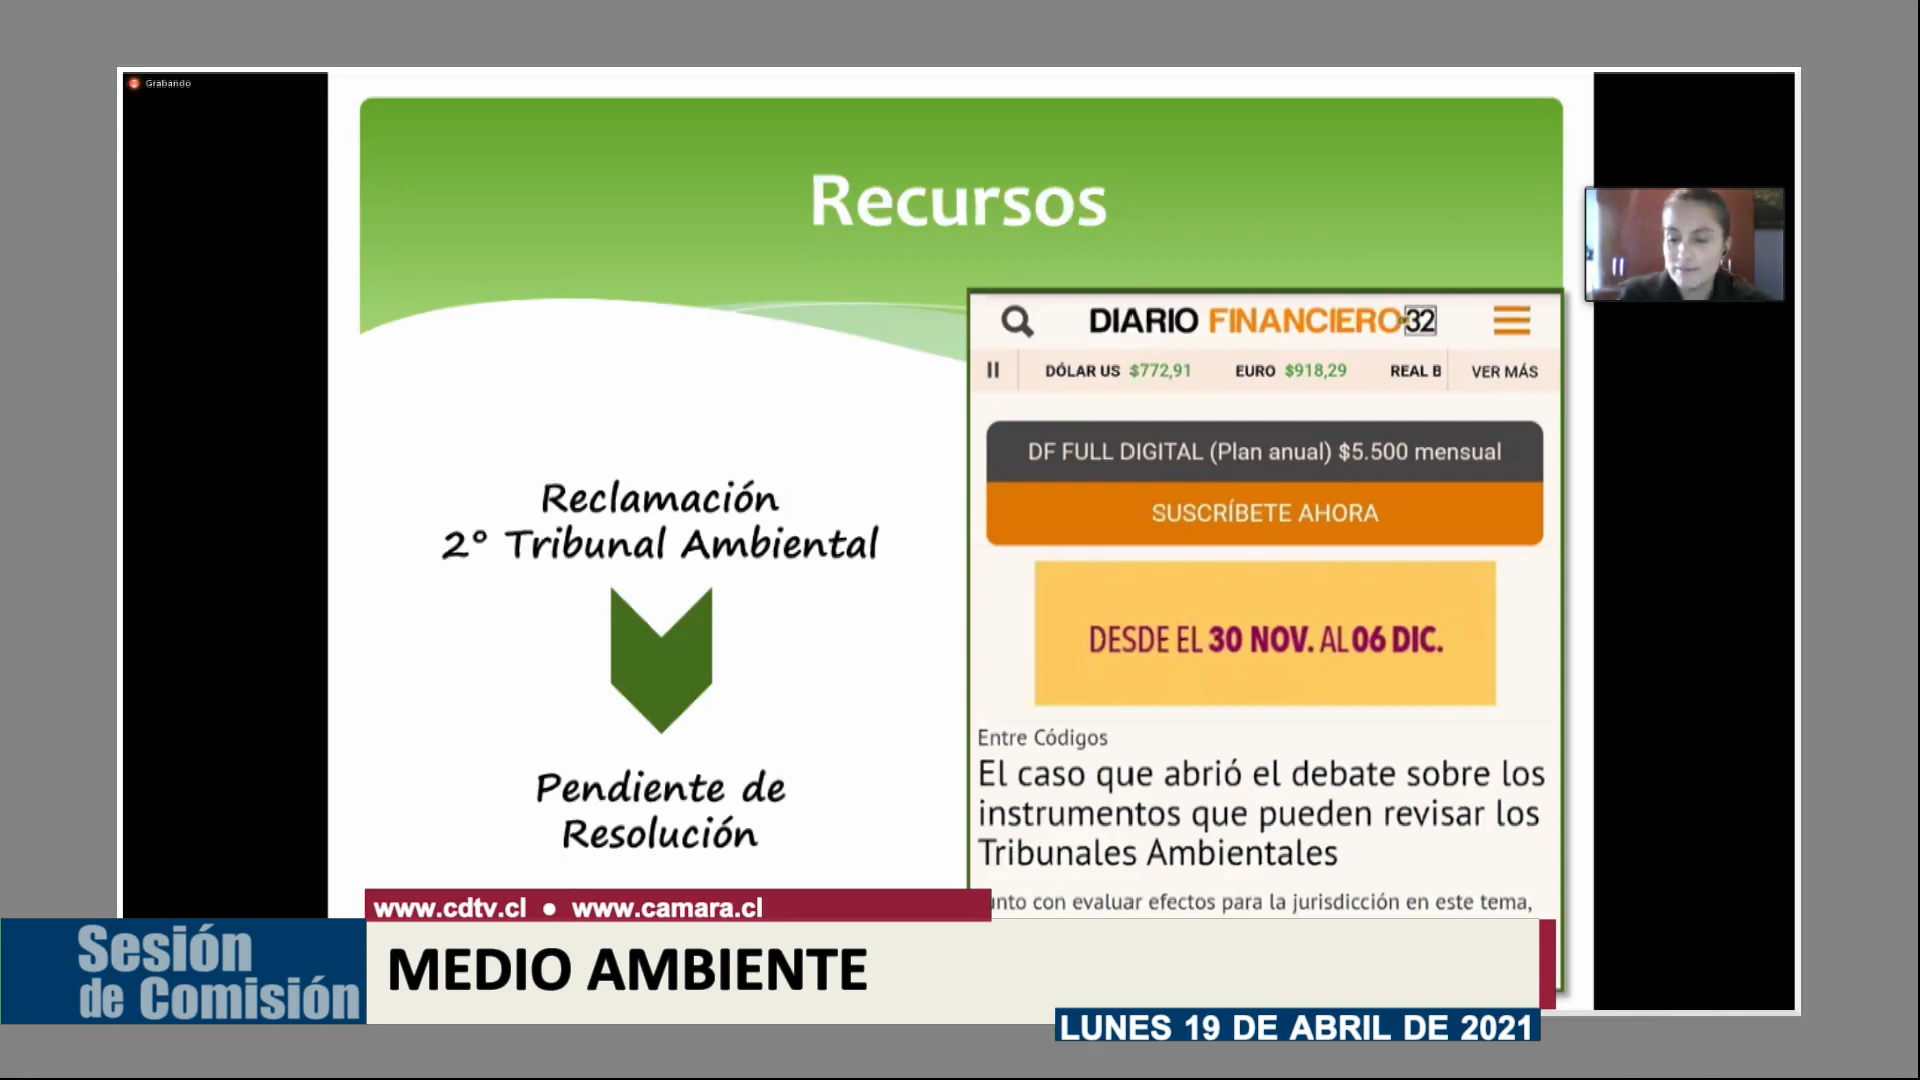 Grabando
Recursos
DIARIO FINANCIERO 32
DÓLAR US $772,91 EURO $918,29 REAL B VER MÁS
DF FULL DIGITAL (Plan anual) $5.500 mensual
SUSCRÍBETE AHORA
DESDE EL 30 NOV. AL 06 DIC.
Reclamación
2° Tribunal Ambiental
Pendiente de
Resolución
Entre Códigos
El caso que abrió el debate sobre los
instrumentos que pueden revisar los
Tribunales Ambientales
con evaluar efectos para la jurisdicción en este tema,
www.cdtv.cl ● www.camara.cl
Sesión
de Comisión
MEDIO AMBIENTE
LUNES 19 DE ABRIL DE 2021